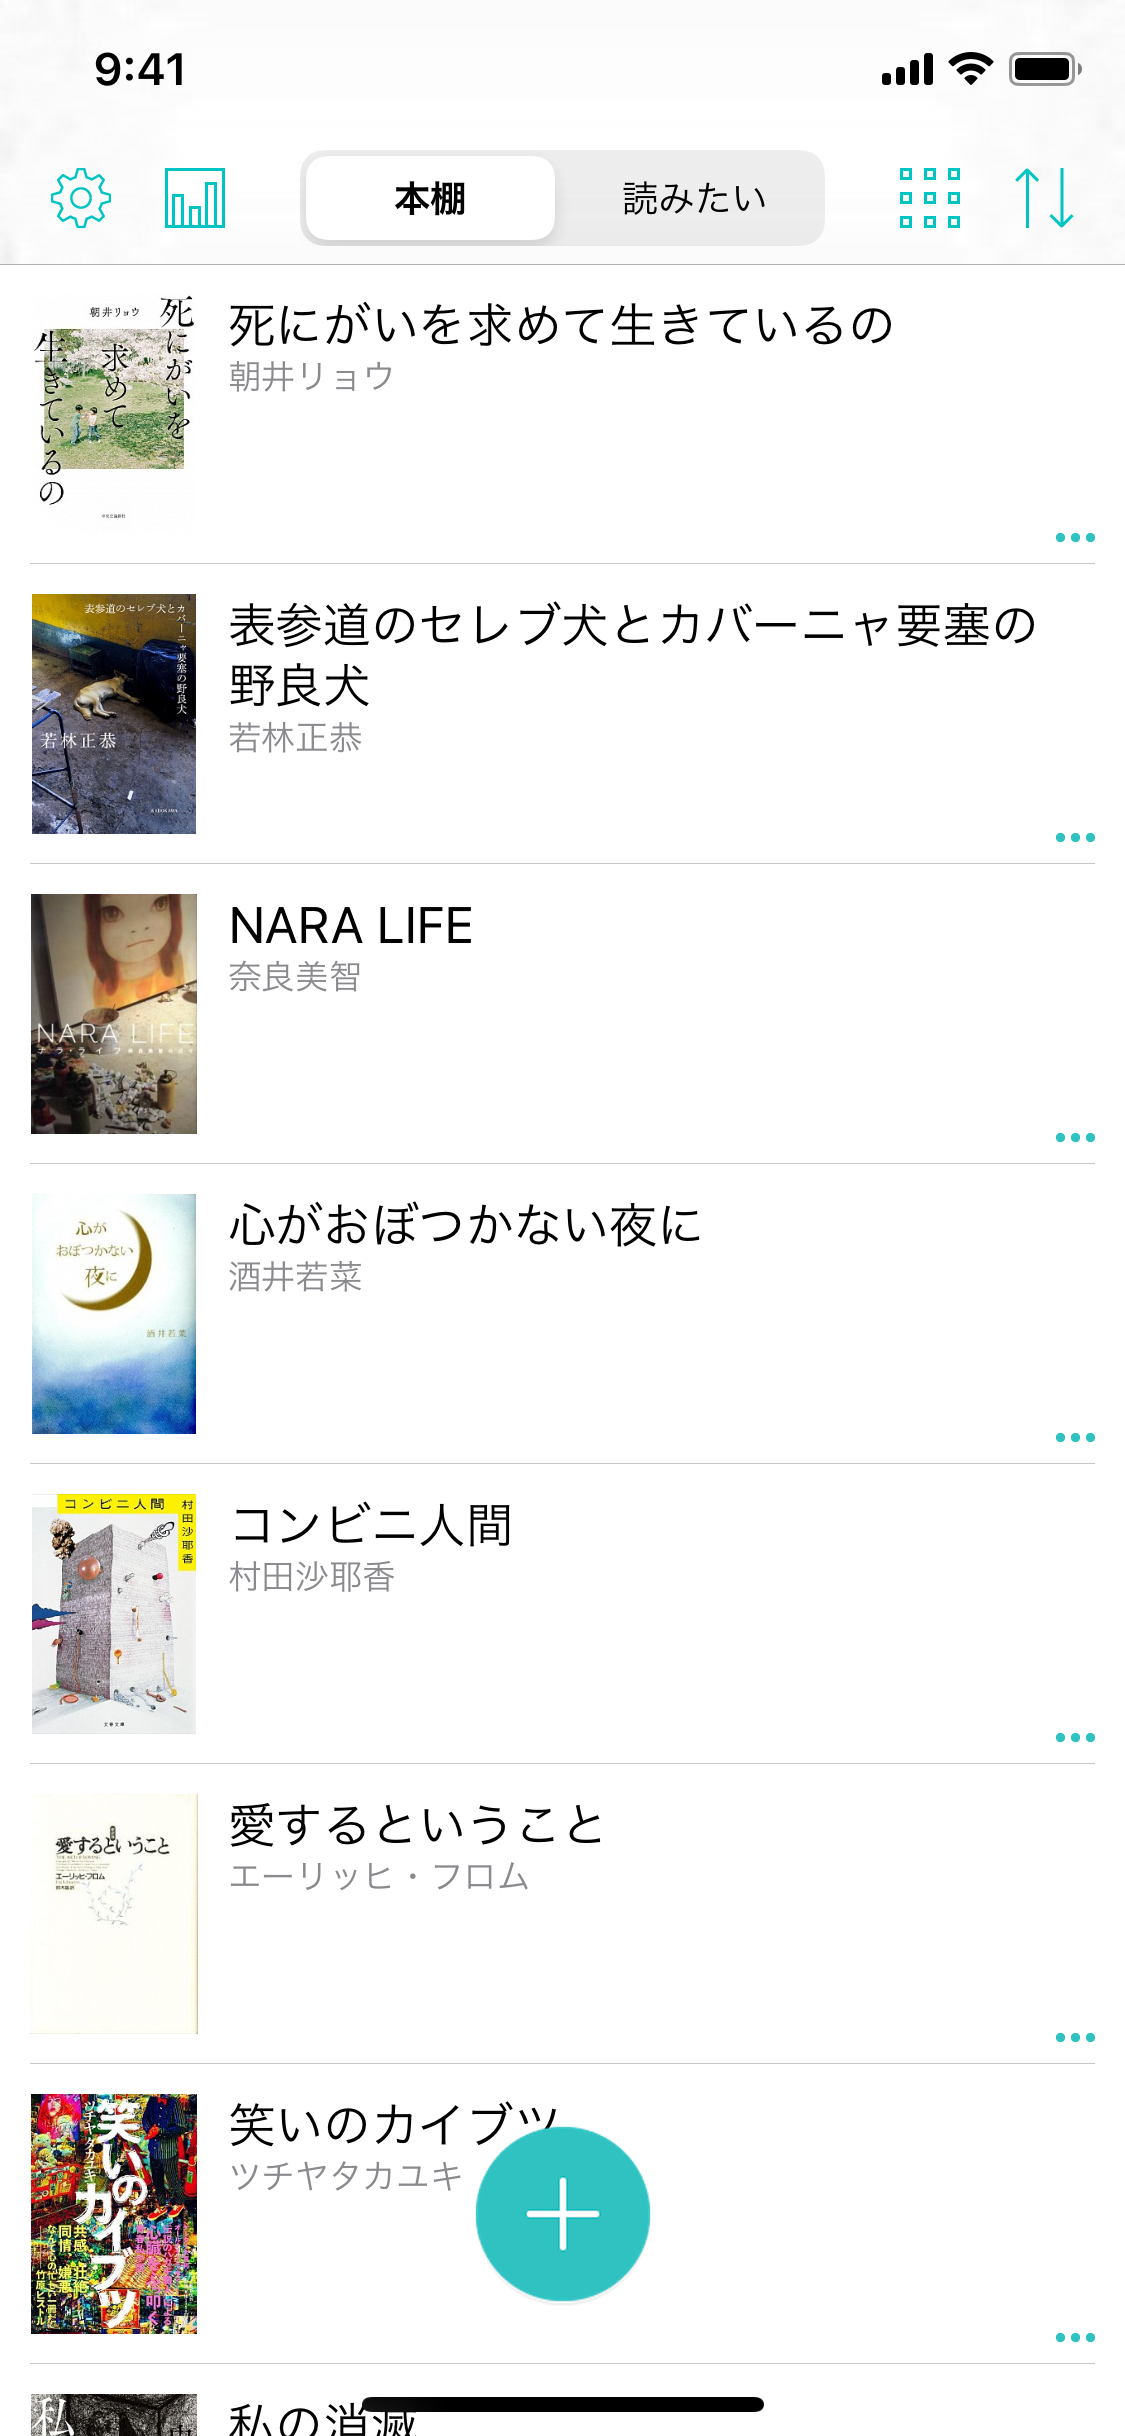 9:41
本棚
読みたい
朝井リョウ
死にがいを
求めて
生きているの
死にがいを求めて生きているの
朝井リョウ
表参道のセレブ犬とカバーニャ要塞の野良犬
若林正恭
KADOKAWA
表参道のセレブ犬とカバーニャ要塞の
野良犬
若林正恭
NARA LIFE
NARA LIFE
奈良美智
心が
おぼつかない
夜に
酒井若菜
心がおぼつかない夜に
酒井若菜
コンビニ人間
村田沙耶香
文春文庫
コンビニ人間
村田沙耶香
愛するということ
エーリッヒ・フロム
愛するということ
エーリッヒ・フロム
笑いのカイブツ
ツチヤタカユキ
笑いのカイブツ
ツチヤタカユキ
私
私の消滅